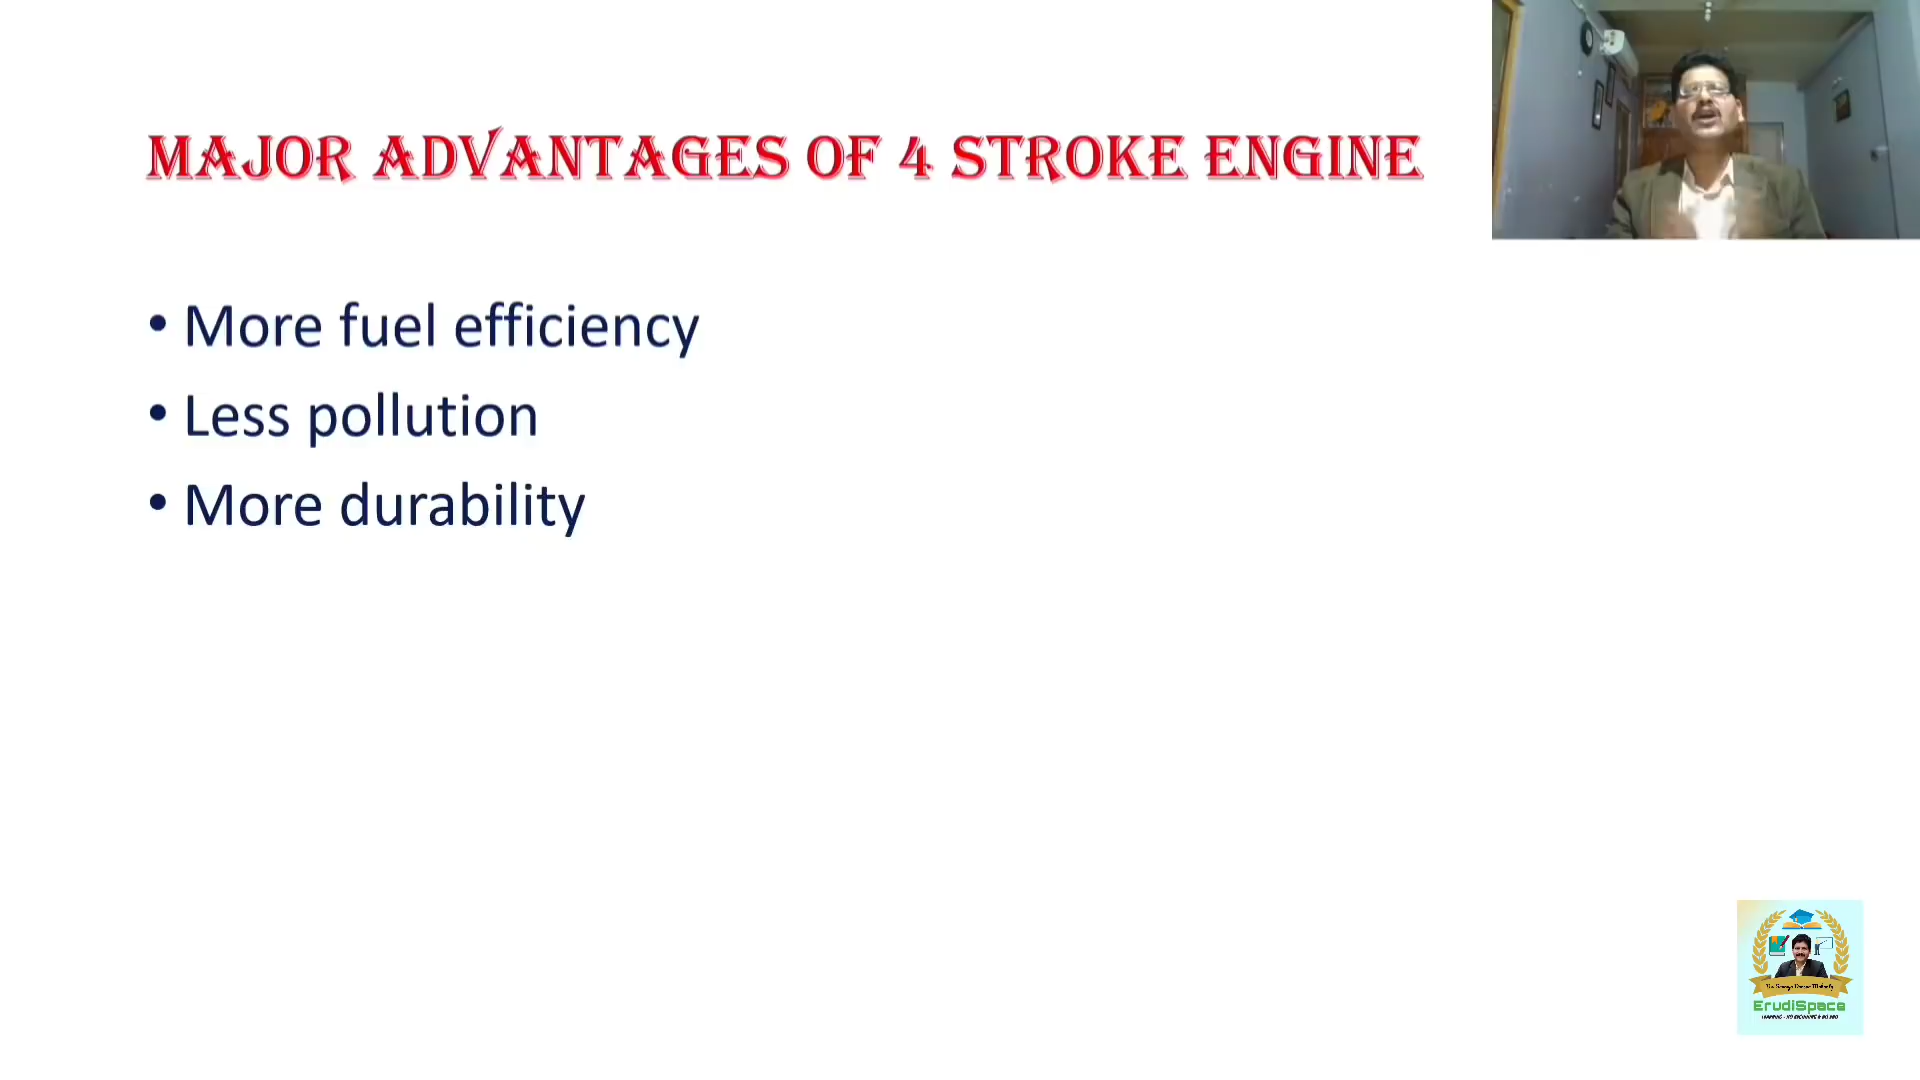 MAJOR ADVANTAGES OF 4 STROKE ENGINE
• More fuel efficiency
• Less pollution
• More durability
ErudiSpace